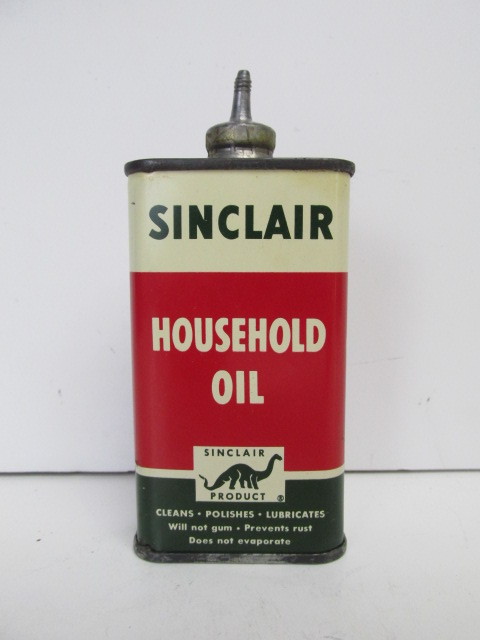 SINCLAIR
HOUSEHOLD
OIL
SINCLAIR
PRODUCT ®
CLEANS • POLISHES • LUBRICATES
Will not gum • Prevents rust
Does not evaporate